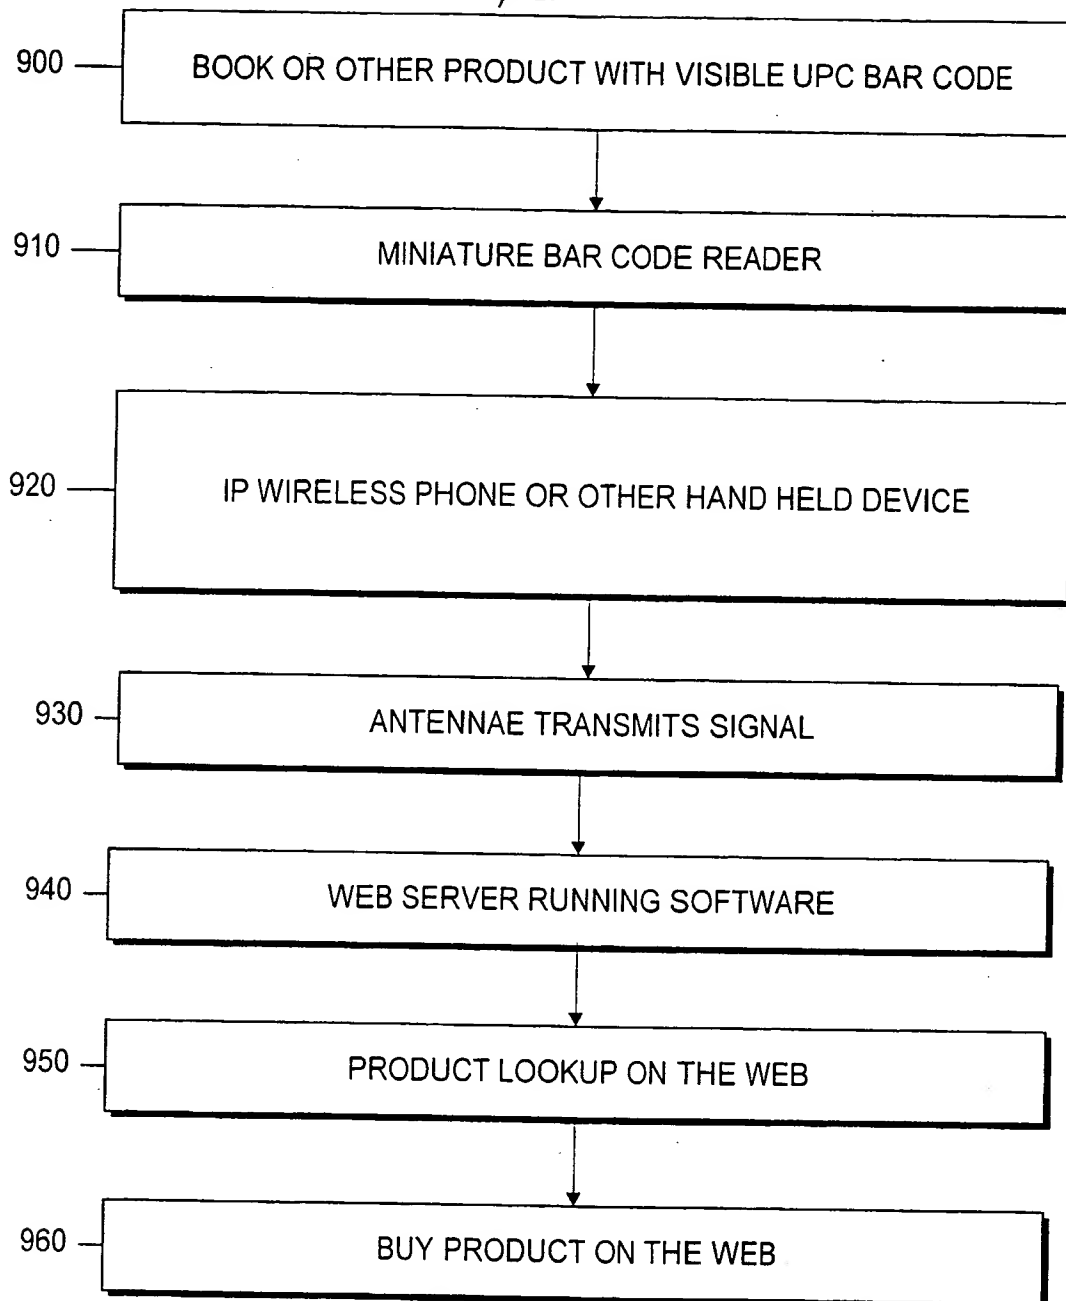 900 BOOK OR OTHER PRODUCT WITH VISIBLE UPC BAR CODE
910 MINIATURE BAR CODE READER
920 IP WIRELESS PHONE OR OTHER HAND HELD DEVICE
930 ANTENNAE TRANSMITS SIGNAL
940 WEB SERVER RUNNING SOFTWARE
950 PRODUCT LOOKUP ON THE WEB
960 BUY PRODUCT ON THE WEB